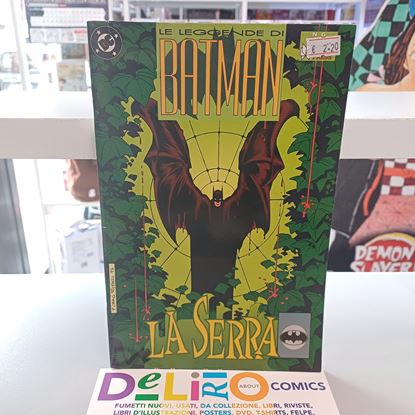 DC
LE LEGGENDE DI
BATMAN
€ 2.20
LA SERRA
DEMON
SLAYER
DeLiRiO ABOUT COMICS
FUMETTI NUOVI, USATI, DA COLLEZIONE, LIBRI, RIVISTE,
LIBRI D'ILLUSTRAZIONI, POSTERS, DVD, T-SHIRTS, FELPE,